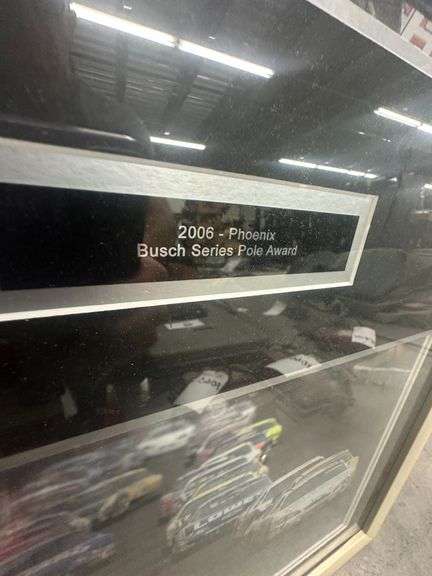 2006 - Phoenix
Busch Series Pole Award